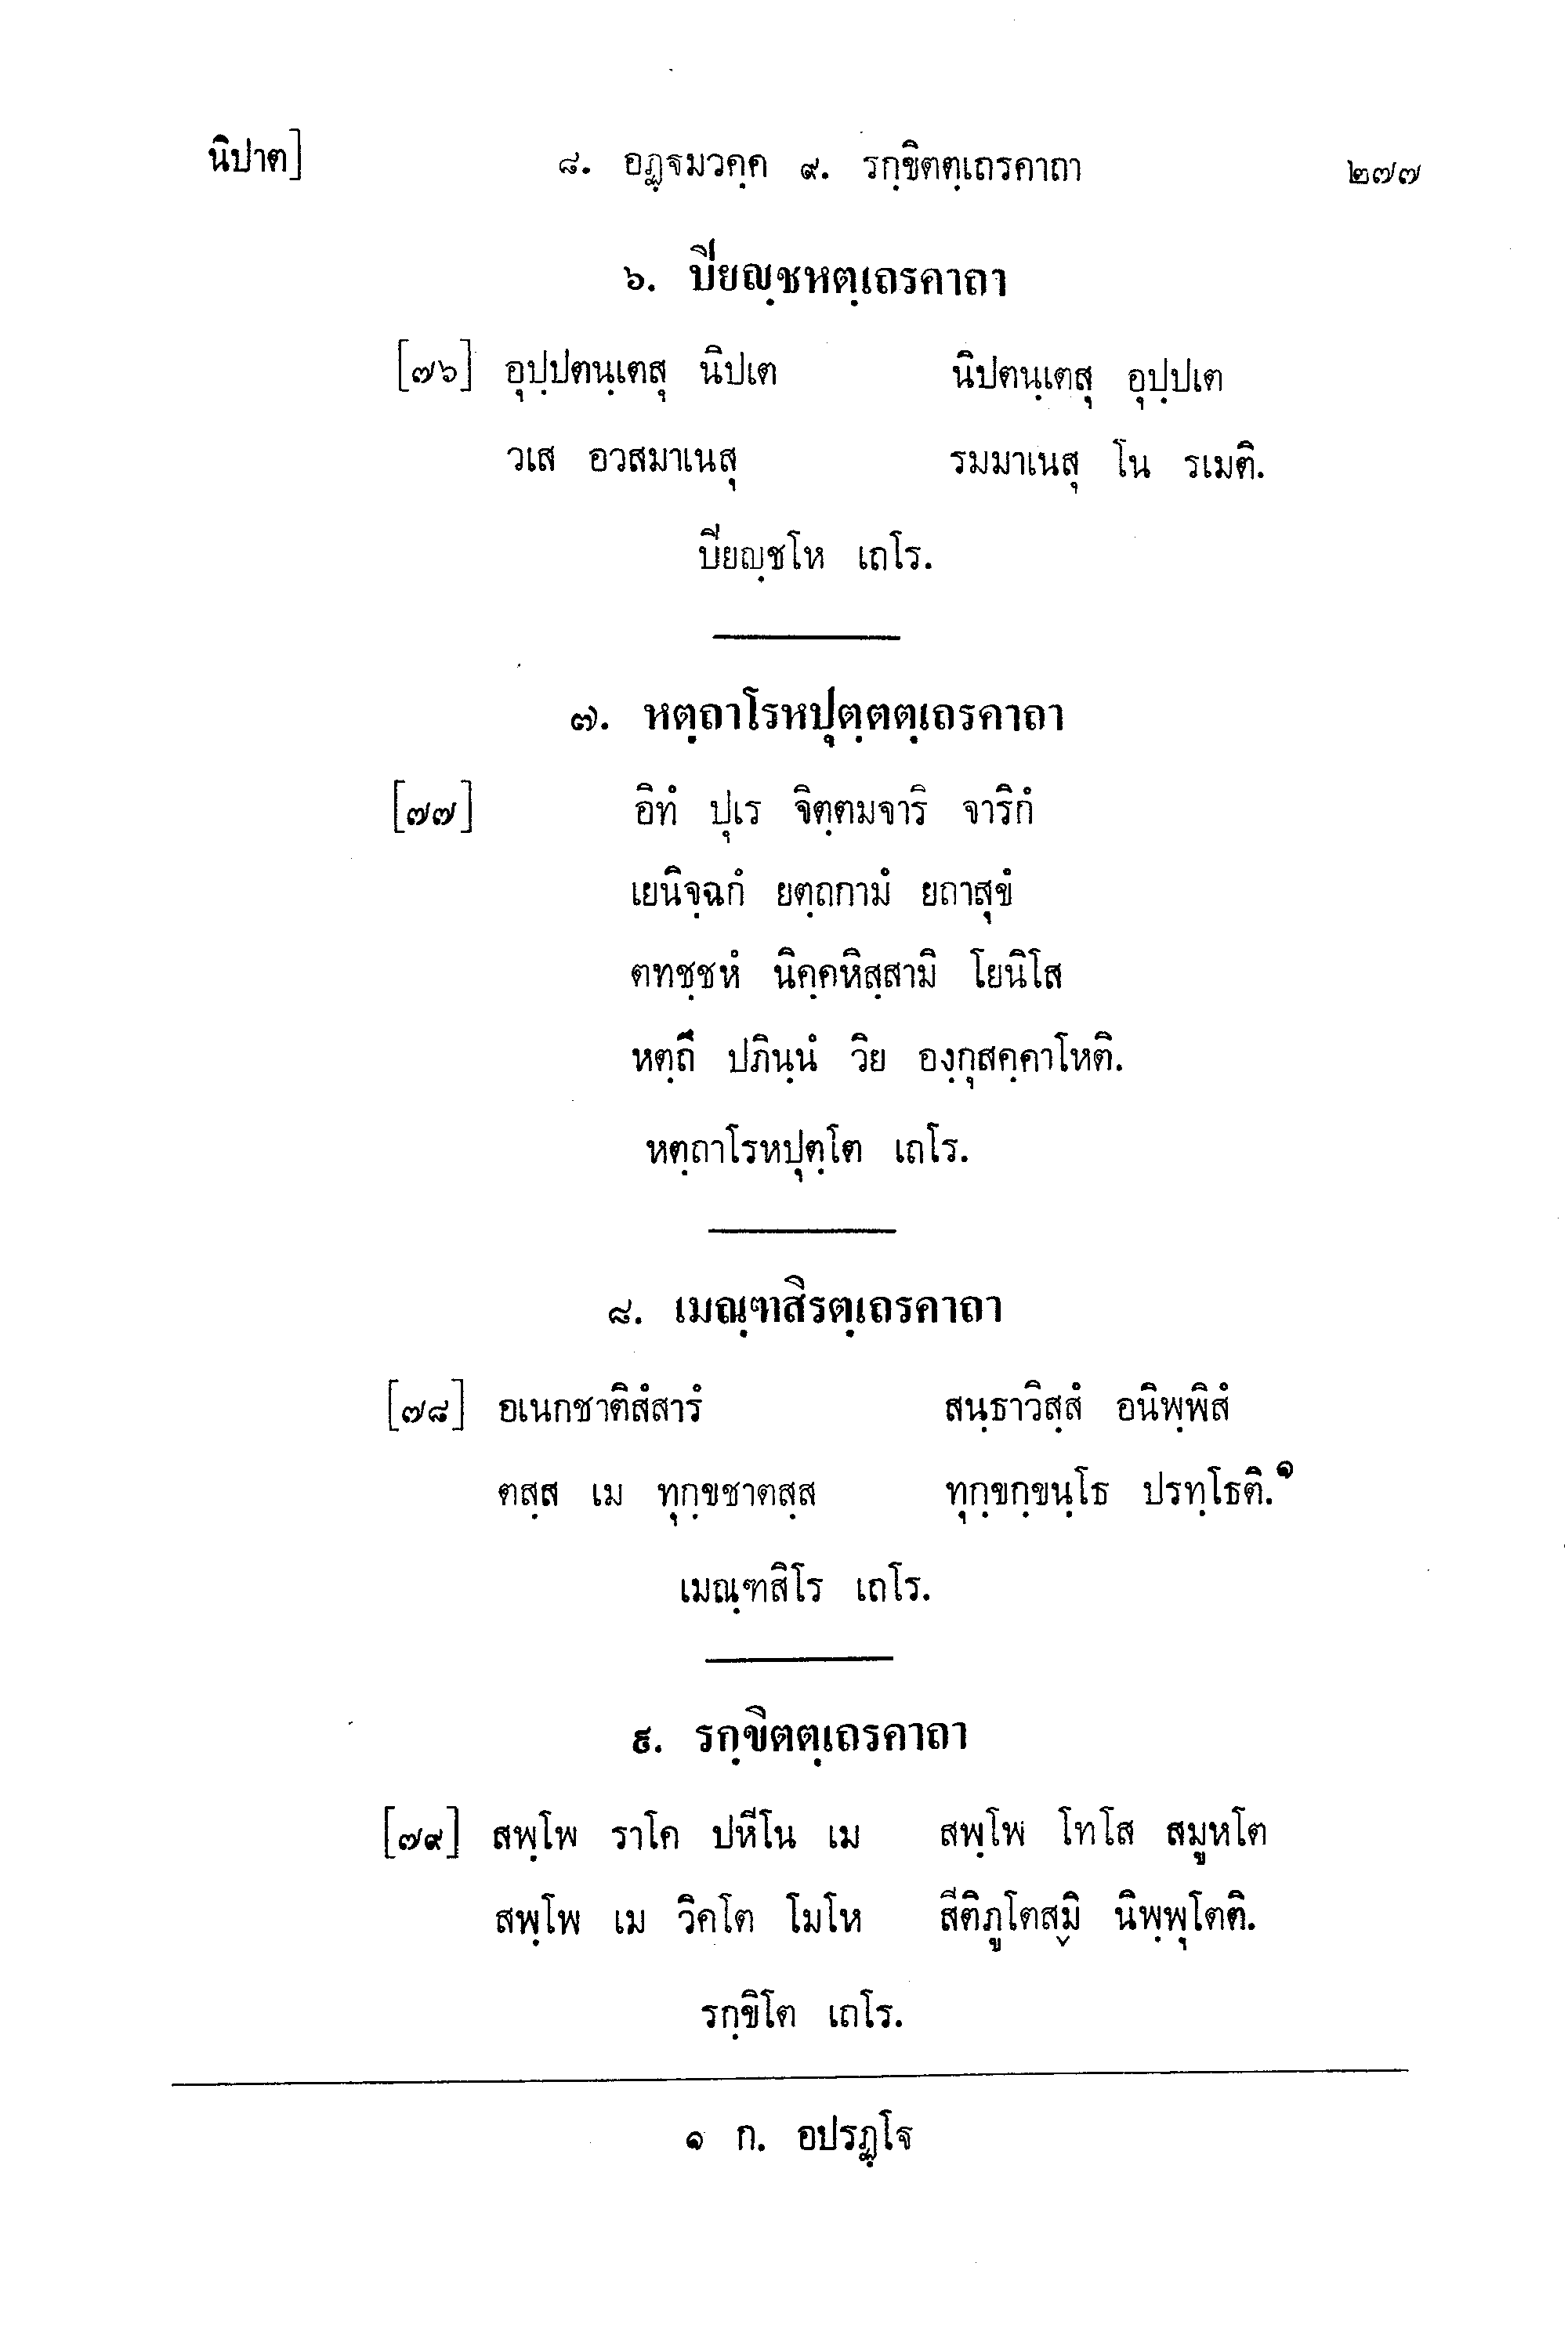 นิปาต] ๘. อฏฺฐมวคฺค ๙. รกฺขิตตฺเถรคาถา ๒๗๗
๖. ปิยญฺชหตฺเถรคาถา
[๗๖] อุปฺปตนฺเตสุ นิปเต นิปตนฺเตสุ อุปฺปเต
วเส อวสมาเนสุ รมมาเนสุ โน รเมติ.
ปิยญฺชโห เถโร.
๗. หตฺถาโรหปุตฺตตฺเถรคาถา
[๗๗] อิทํ ปุเร จิตฺตมจาริ จาริกํ
เยนิจฺฉกํ ยตฺถกามํ ยถาสุขํ
ตทชฺชหํ นิคฺคหิสฺสามิ โยนิโส
หตฺถึ ปภินฺนํ วิย องฺกุสคฺคาโหติ.
หตฺถาโรหปุตฺโต เถโร.
๘. เมณฺฑสิรตฺเถรคาถา
[๗๘] อเนกชาติสํสารํ สนฺธาวิสฺสํ อนิพฺพิสํ
ตสฺส เม ทุกฺขชาตสฺส ทุกฺขกฺขนฺโธ ปรทฺโธติ.๑
เมณฺฑสิโร เถโร.
๙. รกฺขิตตฺเถรคาถา
[๗๙] สพฺโพ ราโค ปหีโน เม สพฺโพ โทโส สมูหโต
สพฺโพ เม วิคโต โมโห สีติภูโตสฺมิ นิพฺพุโตติ.
รกฺขิโต เถโร.
๑ ก. อปรฏฺโฐ